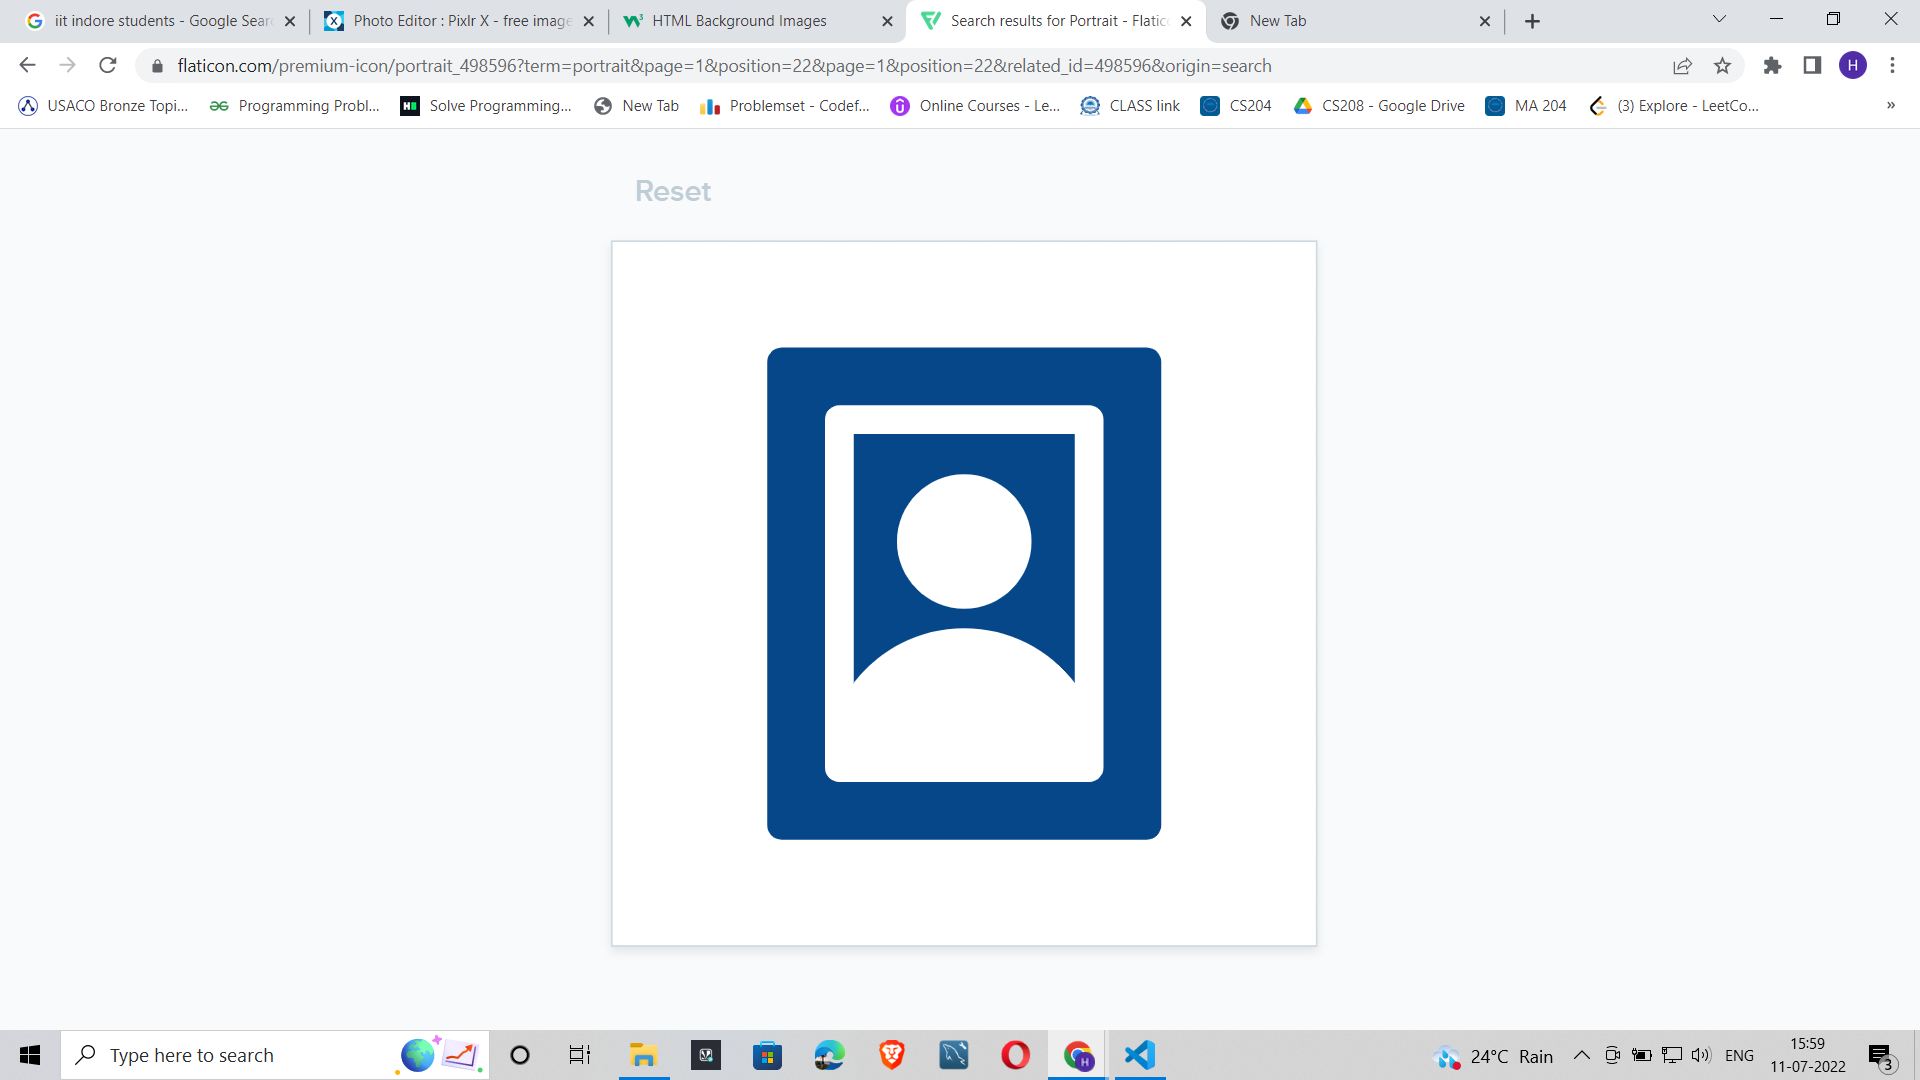 iit indore students - Google Sear
Photo Editor : Pixlr X - free image
HTML Background Images
Search results for Portrait - Flatic
New Tab
flaticon.com/premium-icon/portrait_498596?term=portrait&page=1&position=22&page=1&position=22&related_id=498596&origin=search
H
USACO Bronze Topi...
Programming Probl...
Solve Programming...
New Tab
Problemset - Codef...
Online Courses - Le...
CLASS link
CS204
CS208 - Google Drive
MA 204
(3) Explore - LeetCo...
»
Reset
Type here to search
24°C Rain
ENG
15:59
11-07-2022
3